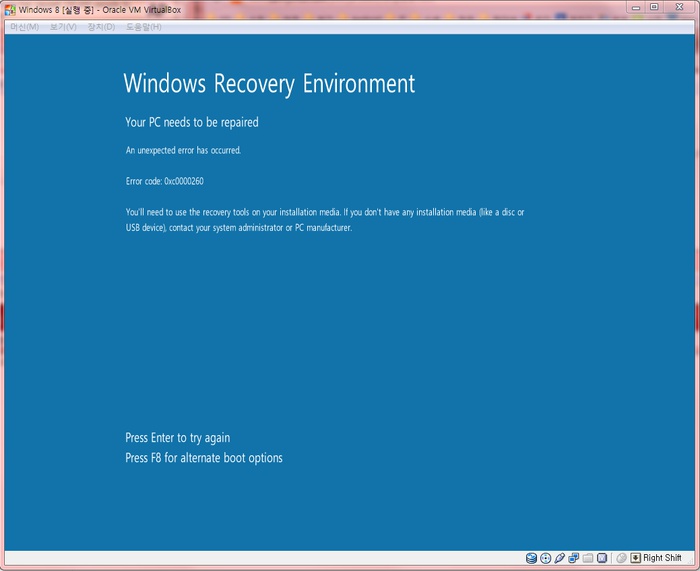 Windows 8 [실행 중] - Oracle VM VirtualBox
머신(M) 보기(V) 장치(D) 도움말(H)
Windows Recovery Environment
Your PC needs to be repaired
An unexpected error has occurred.
Error code: 0xc0000260
You'll need to use the recovery tools on your installation media. If you don't have any installation media (like a disc or
USB device), contact your system administrator or PC manufacturer.
Press Enter to try again
Press F8 for alternate boot options
Right Shift